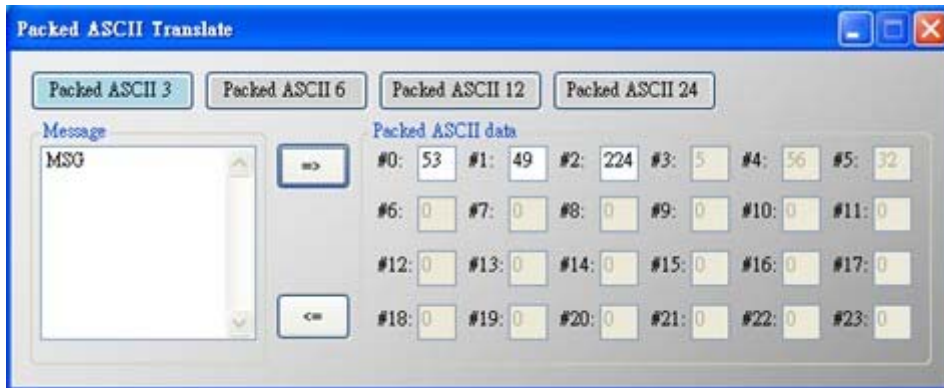 Packed ASCII Translate
Packed ASCII 3 Packed ASCII 6 Packed ASCII 12 Packed ASCII 24
Message Packed ASCII data
MSG => #0: 53 #1: 49 #2: 224 #3: 5 #4: 56 #5: 32
#6: 0 #7: 0 #8: 0 #9: 0 #10: 0 #11: 0
#12: 0 #13: 0 #14: 0 #15: 0 #16: 0 #17: 0
<= #18: 0 #19: 0 #20: 0 #21: 0 #22: 0 #23: 0